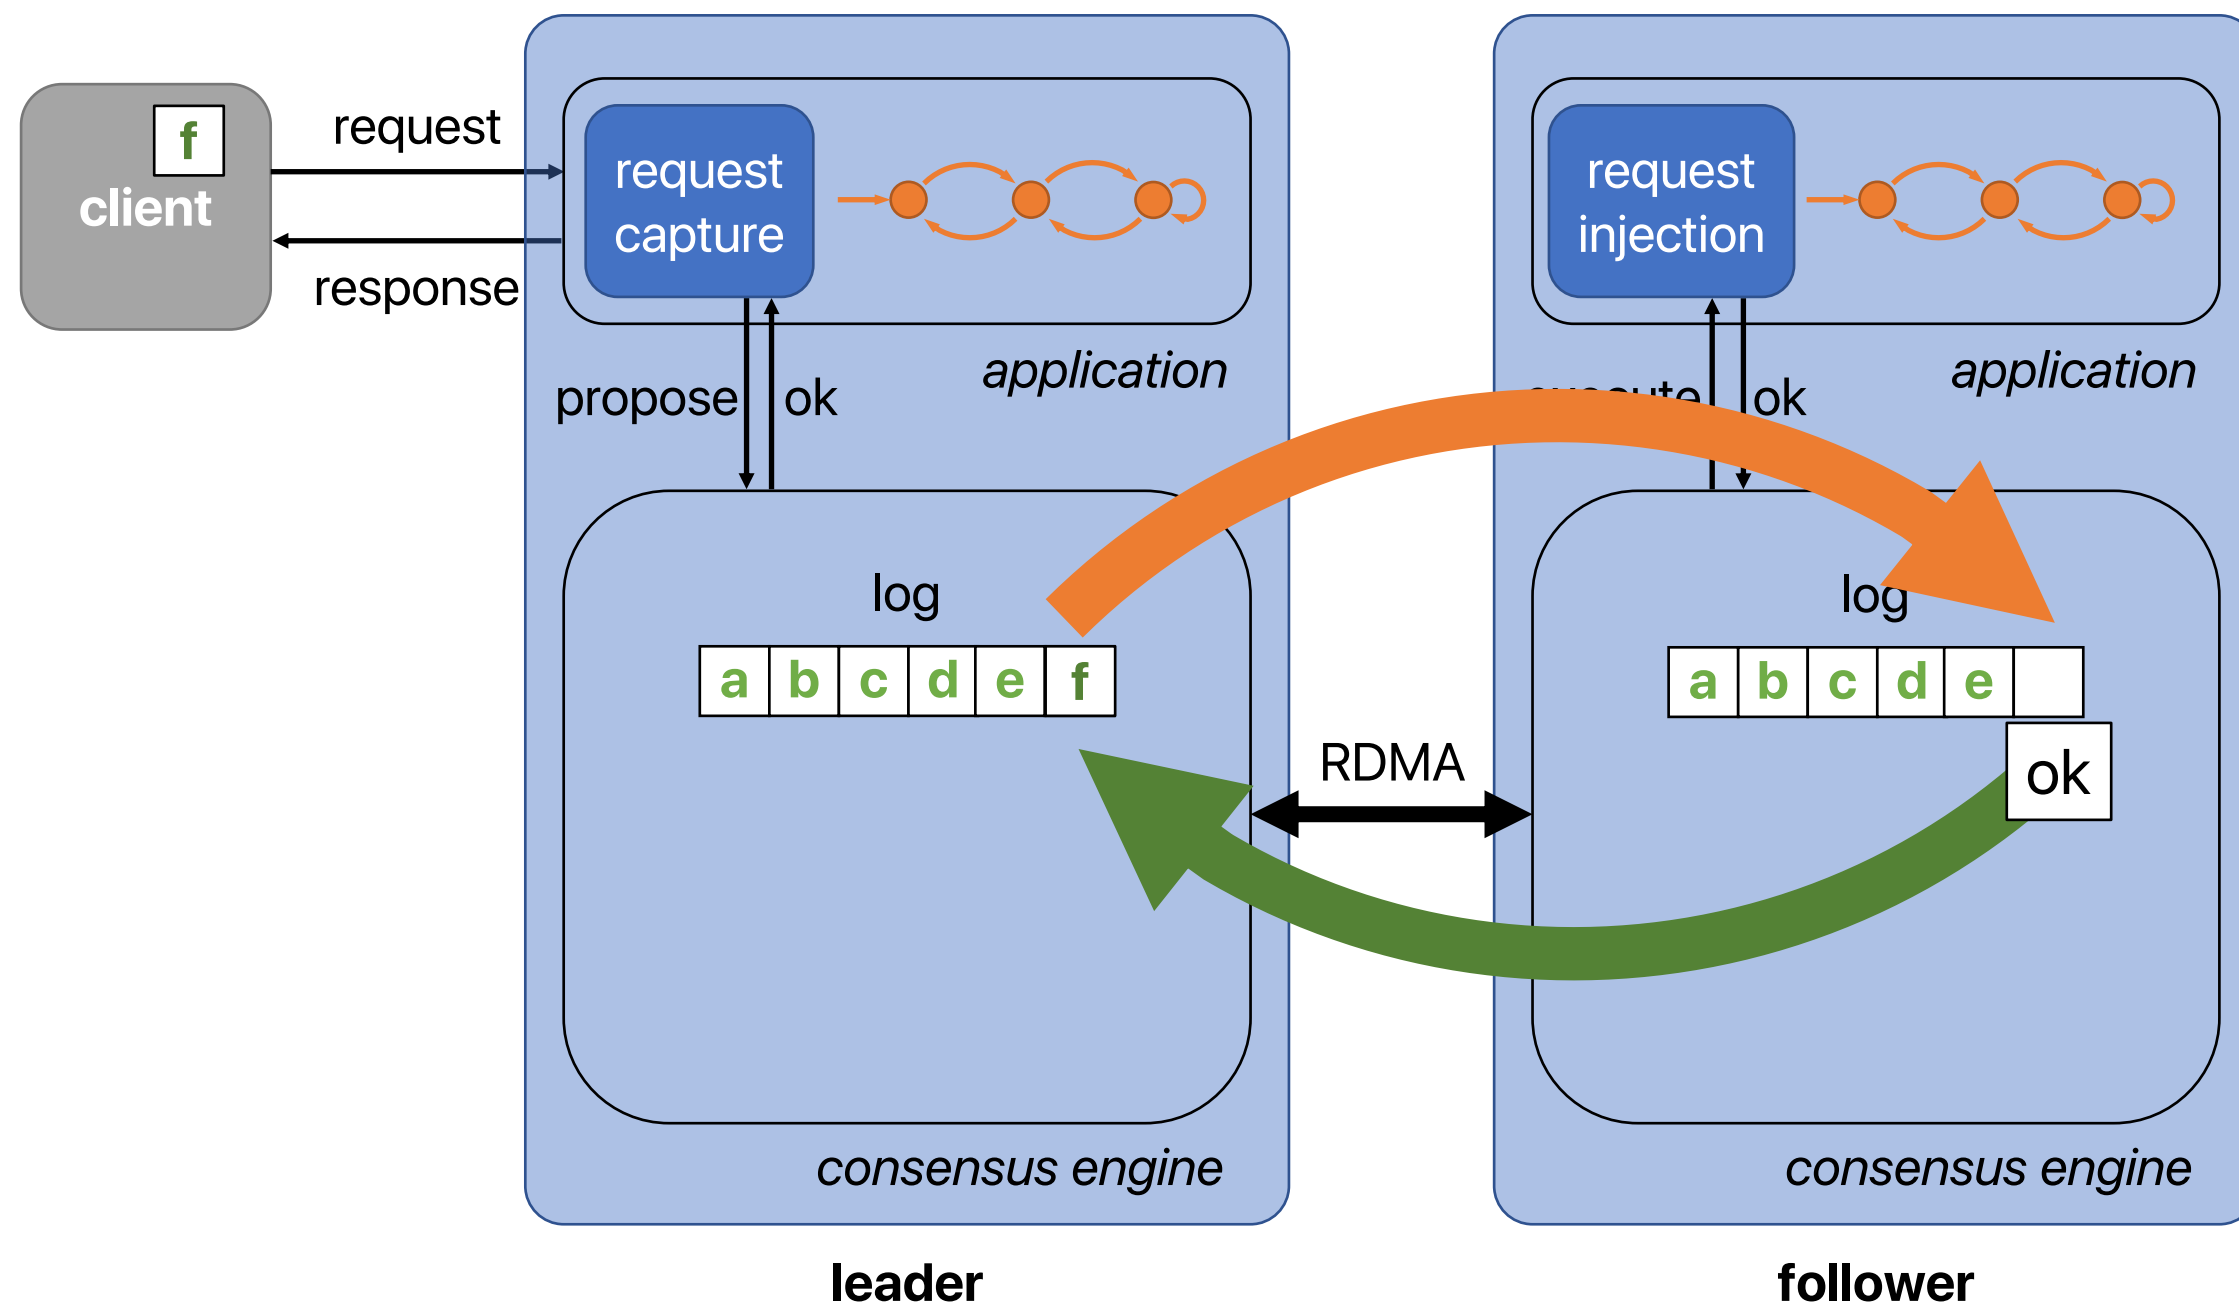 f
client
request
response
request
capture
application
propose
ok
log
a b c d e f
consensus engine
leader
RDMA
request
injection
application
ok
log
a b c d e
ok
consensus engine
follower